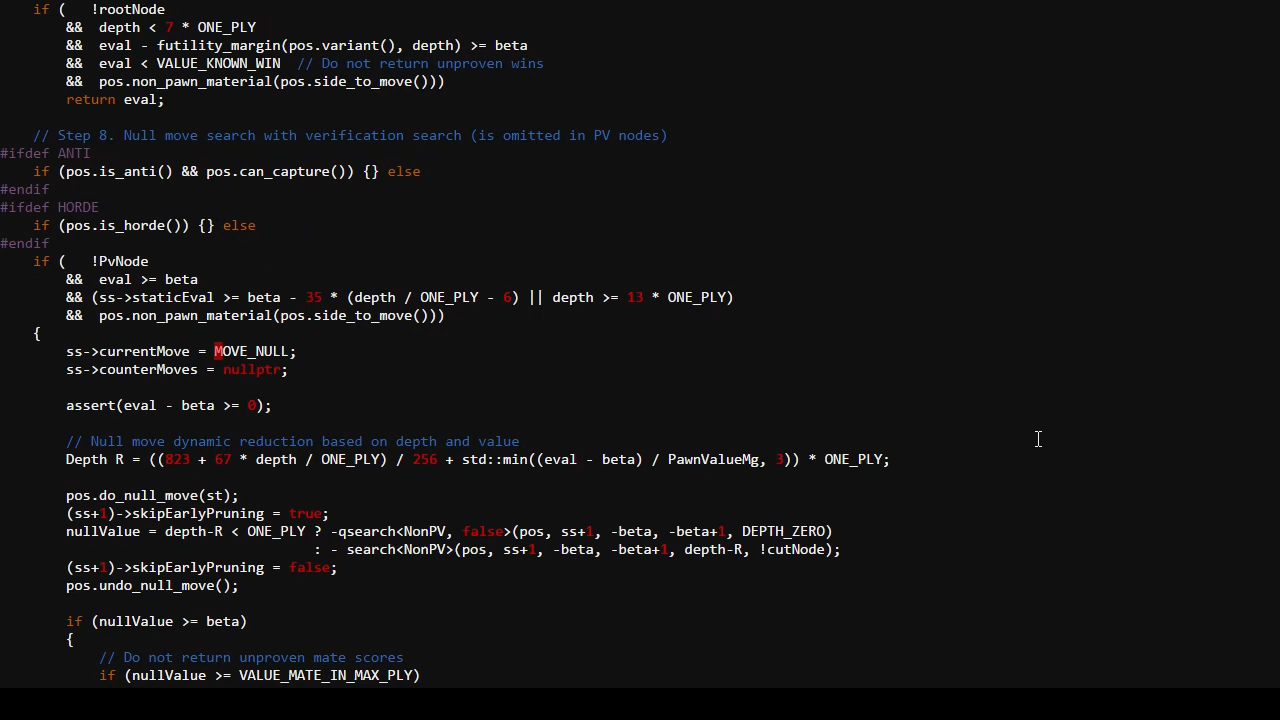 if (   !rootNode
&&  depth < 7 * ONE_PLY
&&  eval - futility_margin(pos.variant(), depth) >= beta
&&  eval < VALUE_KNOWN_WIN  // Do not return unproven wins
&&  pos.non_pawn_material(pos.side_to_move()))
return eval;
// Step 8. Null move search with verification search (is omitted in PV nodes)
#ifdef ANTI
if (pos.is_anti() && pos.can_capture()) {} else
#endif
#ifdef HORDE
if (pos.is_horde()) {} else
#endif
if (   !PvNode
&&  eval >= beta
&& (ss->staticEval >= beta - 35 * (depth / ONE_PLY - 6) || depth >= 13 * ONE_PLY)
&&  pos.non_pawn_material(pos.side_to_move()))
{
ss->currentMove = MOVE_NULL;
ss->counterMoves = nullptr;
assert(eval - beta >= 0);
// Null move dynamic reduction based on depth and value
Depth R = ((823 + 67 * depth / ONE_PLY) / 256 + std::min((eval - beta) / PawnValueMg, 3)) * ONE_PLY;
pos.do_null_move(st);
(ss+1)->skipEarlyPruning = true;
nullValue = depth-R < ONE_PLY ? -qsearch<NonPV, false>(pos, ss+1, -beta, -beta+1, DEPTH_ZERO)
: - search<NonPV>(pos, ss+1, -beta, -beta+1, depth-R, !cutNode);
(ss+1)->skipEarlyPruning = false;
pos.undo_null_move();
if (nullValue >= beta)
{
// Do not return unproven mate scores
if (nullValue >= VALUE_MATE_IN_MAX_PLY)